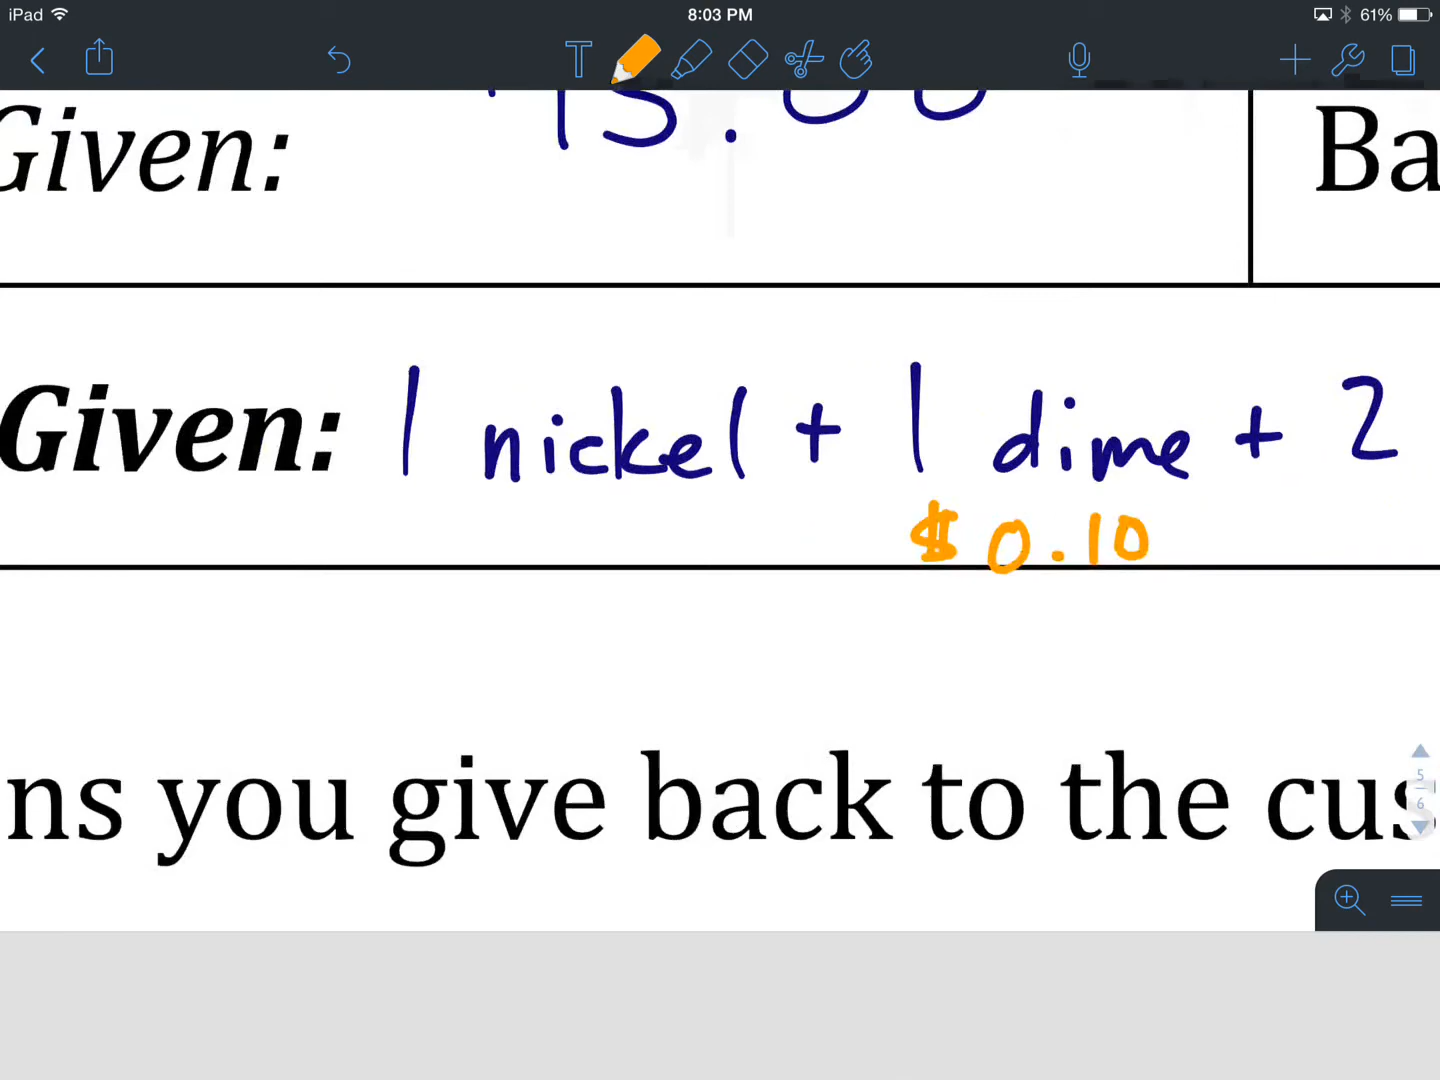 iPad 8:03 PM 61%
T
Given: Ba
Given: 1 nickel + 1 dime + 2
$ 0.10
ns you give back to the cus
5
6